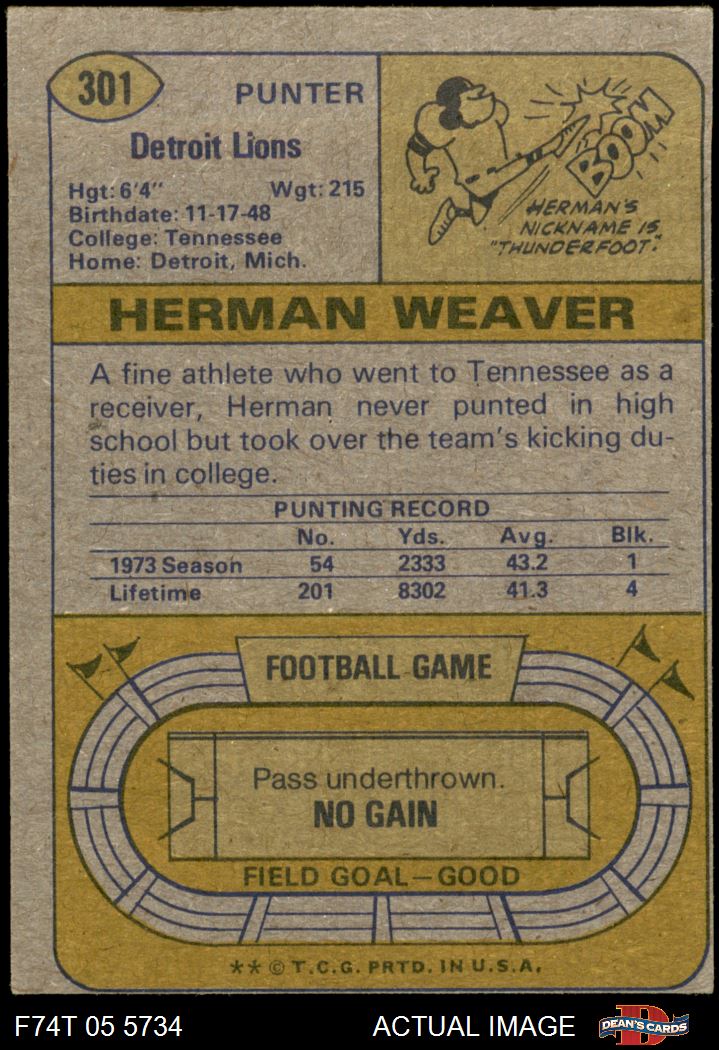 301
PUNTER
Detroit Lions
Hgt: 6'4" Wgt: 215
Birthdate: 11-17-48
College: Tennessee
Home: Detroit, Mich.
BOOM
HERMAN'S
NICKNAME IS
"THUNDERFOOT".
HERMAN WEAVER
A fine athlete who went to Tennessee as a
receiver, Herman never punted in high
school but took over the team's kicking du-
ties in college.
PUNTING RECORD
No. Yds. Avg. Blk.
1973 Season 54 2333 43.2 1
Lifetime 201 8302 41.3 4
FOOTBALL GAME
Pass underthrown.
NO GAIN
FIELD GOAL—GOOD
** © T.C.G. PRTD. IN U.S.A.
F74T 05 5734 ACTUAL IMAGE
D
DEAN'S CARDS